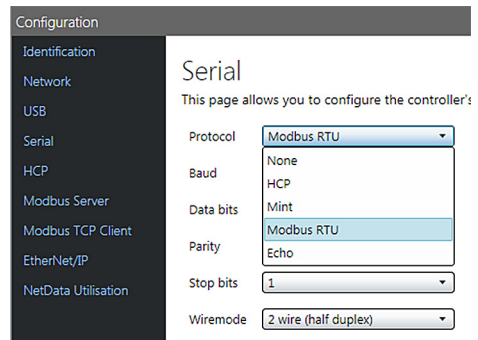 Configuration
Identification
Network
USB
Serial
HCP
Modbus Server
Modbus TCP Client
EtherNet/IP
NetData Utilisation
Serial
This page allows you to configure the controller's
Protocol Modbus RTU
None
HCP
Mint
Modbus RTU
Echo
Baud
Data bits
Parity
Stop bits 1
Wiremode 2 wire (half duplex)